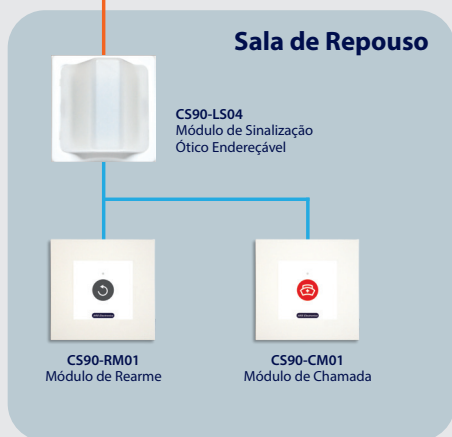 Sala de Repouso
CS90-LS04
Módulo de Sinalização
Ótico Endereçável
CS90-RM01
Módulo de Rearme
CS90-CM01
Módulo de Chamada